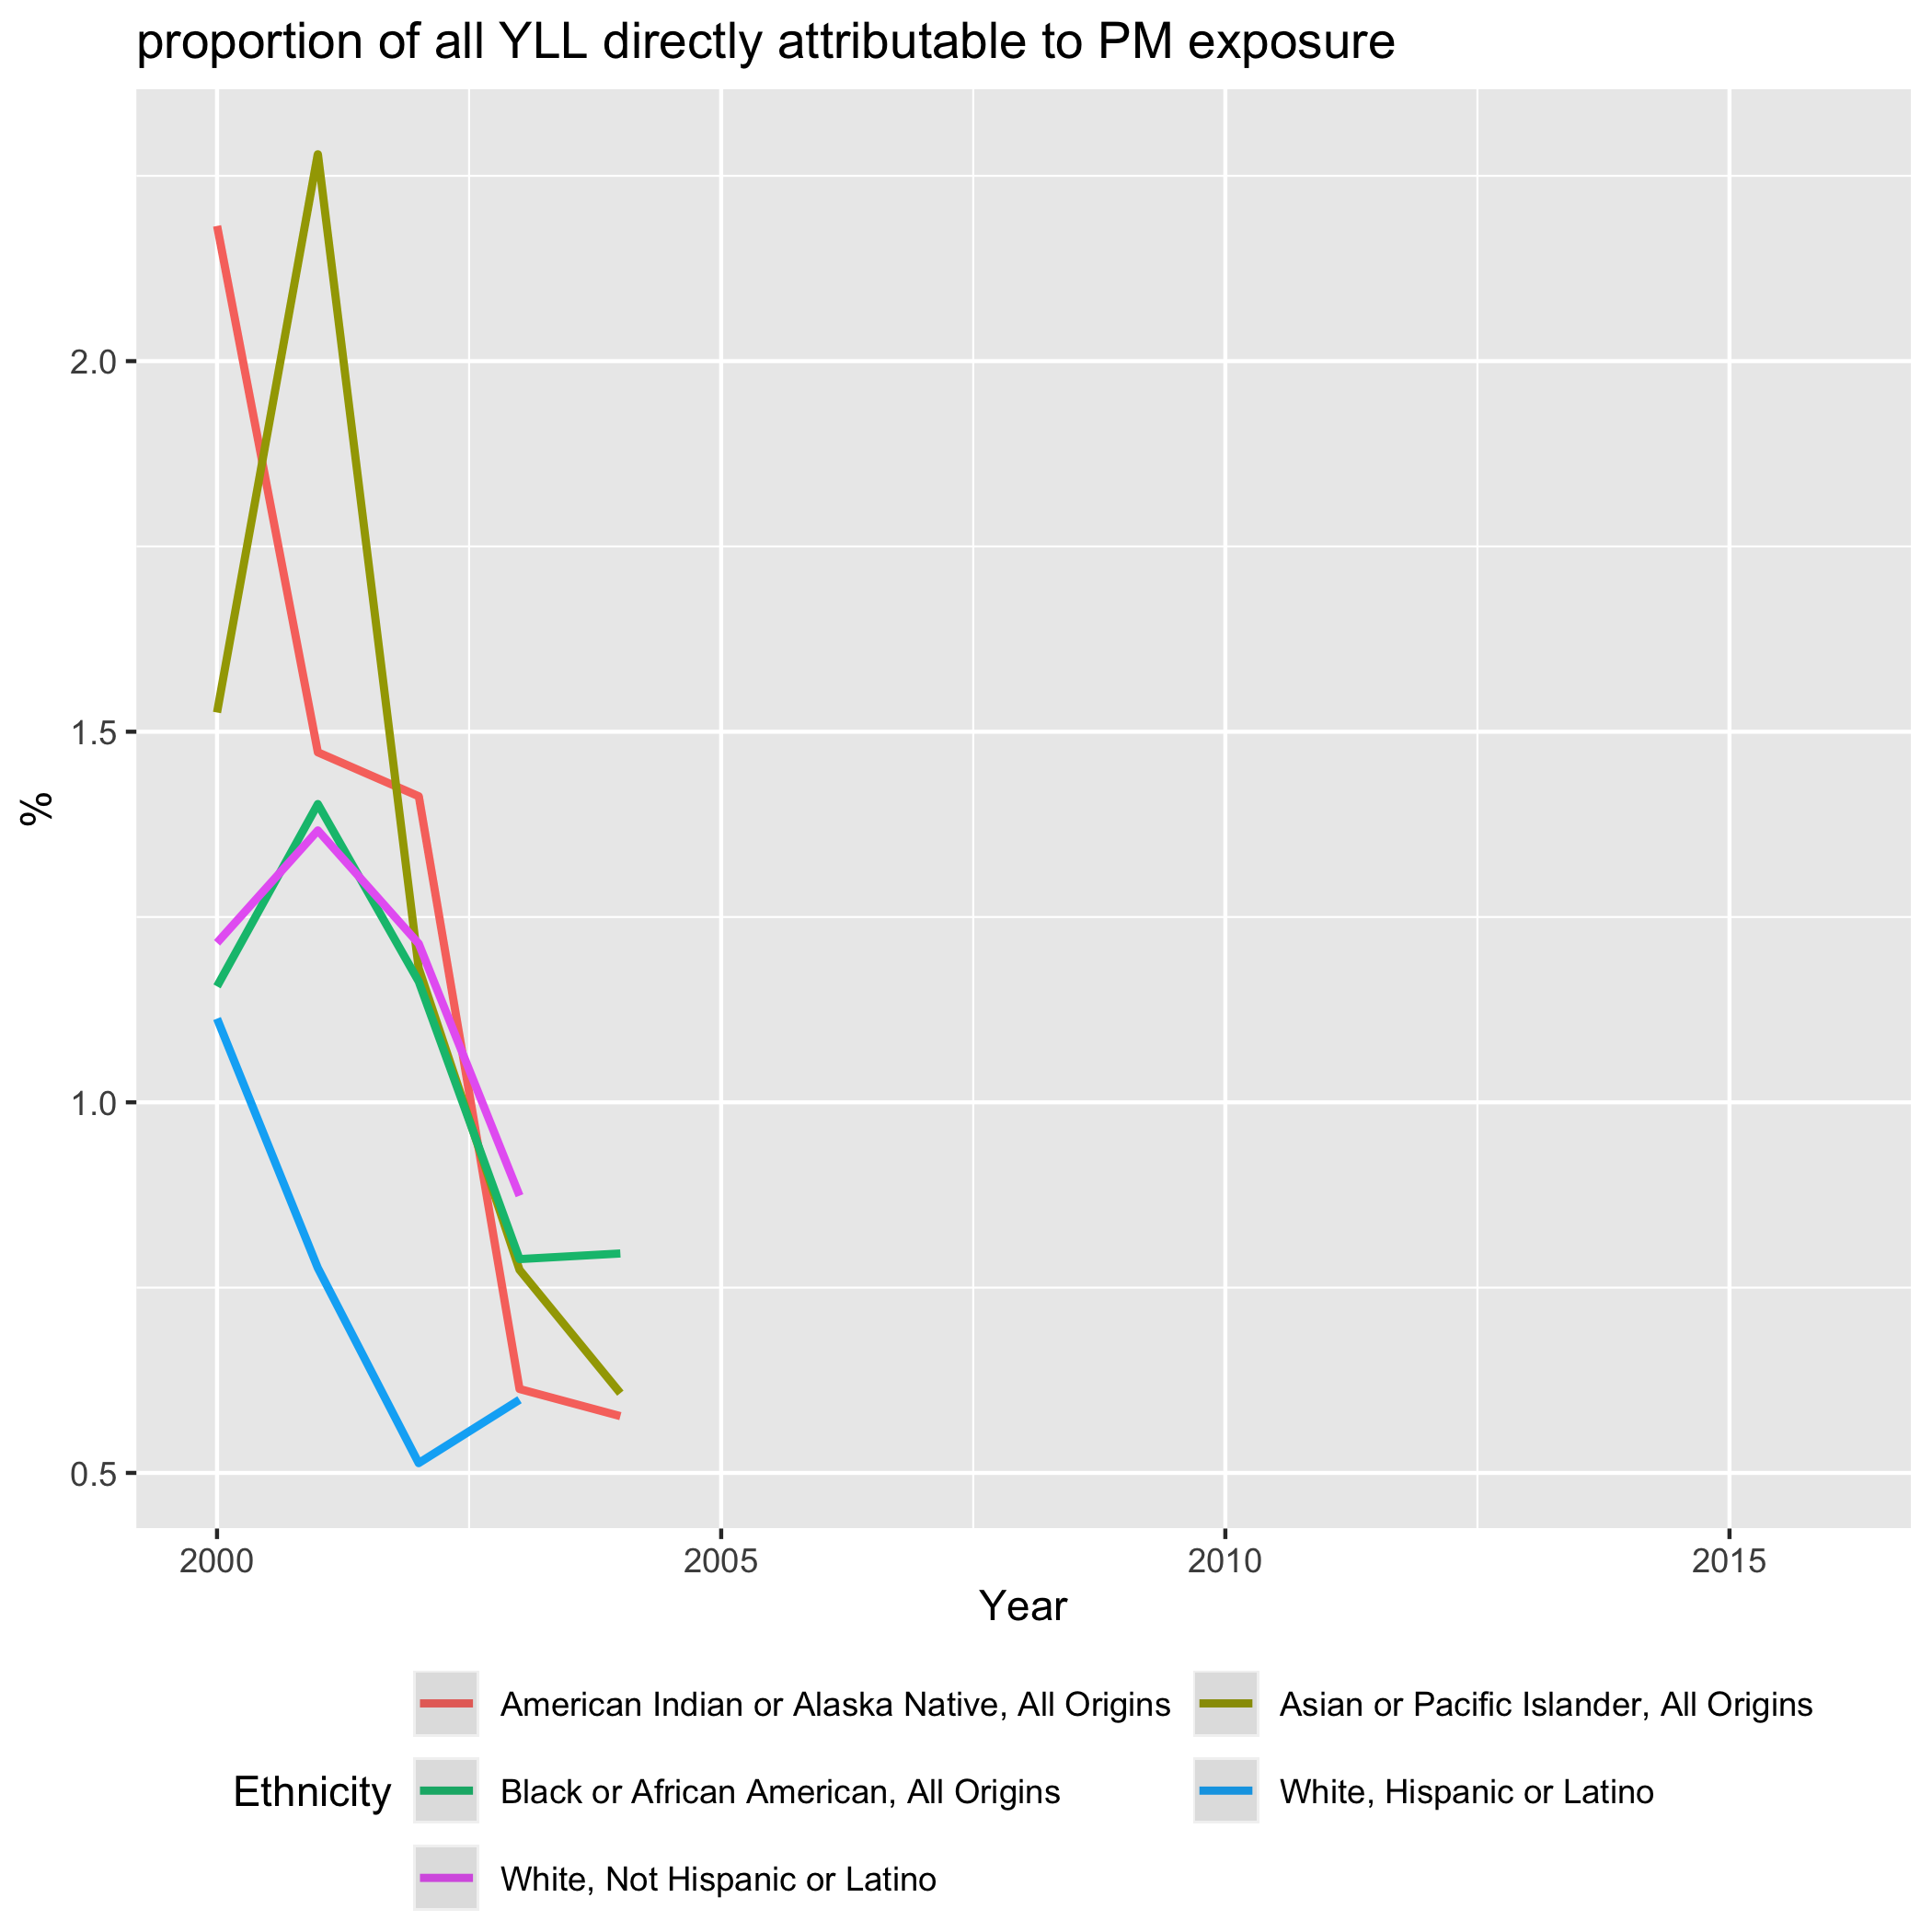 proportion of all YLL directly attributable to PM exposure
%
2.0
1.5
1.0
0.5
2000 2005 2010 2015
Year
Ethnicity
American Indian or Alaska Native, All Origins
Asian or Pacific Islander, All Origins
Black or African American, All Origins
White, Hispanic or Latino
White, Not Hispanic or Latino